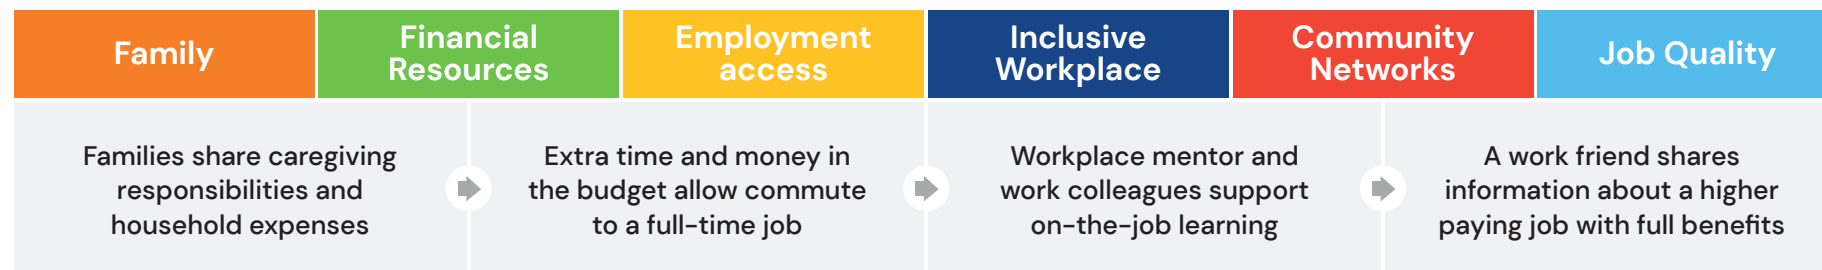 Family
Financial
Resources
Employment
access
Inclusive
Workplace
Community
Networks
Job Quality
Families share caregiving
responsibilities and
household expenses
Extra time and money in
the budget allow commute
to a full-time job
Workplace mentor and
work colleagues support
on-the-job learning
A work friend shares
information about a higher
paying job with full benefits